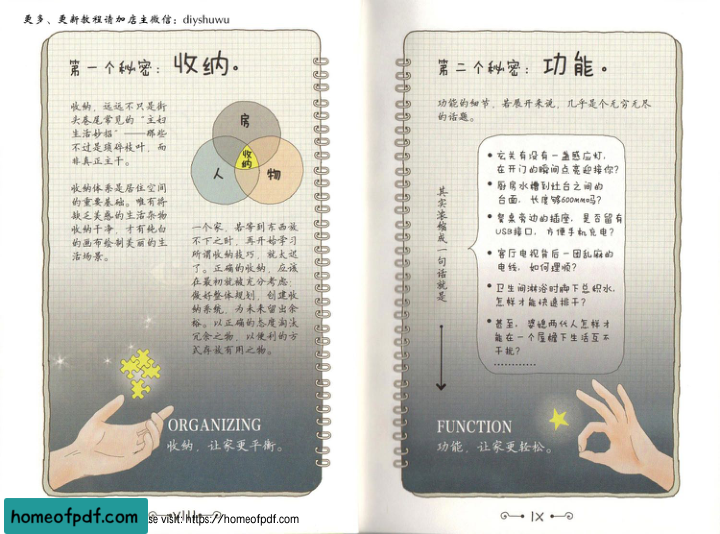 更多、更新教程请加店主微信：diyshuwu
第一个秘密：收纳。
收纳，远远不只是街
头巷尾常见的“主妇
生活妙招”——那些
不过是琐碎枝叶，而
非真正主干。
收纳体系是居住空间
的重要基础。唯有将
缺乏美感的生活杂物
收纳干净，才有纯白
的画布绘制美丽的生
活场景。
房
人
收纳
物
一个家，若等到东西放
不下之时，再开始学习
所谓收纳技巧，就太迟
了。正确的收纳，应该
在最初就被充分考虑：
做好整体规划，创建收
纳系统，为未来留出余
裕。以正确的态度淘汰
冗余之物，以便利的方
式存放有用之物。
ORGANIZING
收纳，让家更平衡。
VIII
第二个秘密：功能。
功能的细节，若展开来说，几乎是个无穷无尽
的话题。
其实浓缩成一句话就是
• 玄关有没有一盏感应灯，
在开门的瞬间点亮迎接你？
• 厨房水槽到灶台之间的
台面，长度够600mm吗？
• 餐桌旁边的插座，是否留有
USB接口，方便手机充电？
• 客厅电视背后一团乱麻的
电线，如何理顺？
• 卫生间淋浴时脚下总积水，
怎样才能快速排干？
• 甚至，婆媳两代人怎样才
能在一个屋檐下生活互不
干扰？
…………
FUNCTION
功能，让家更轻松。
IX
homeofpdf.com
se visit: https://homeofpdf.com